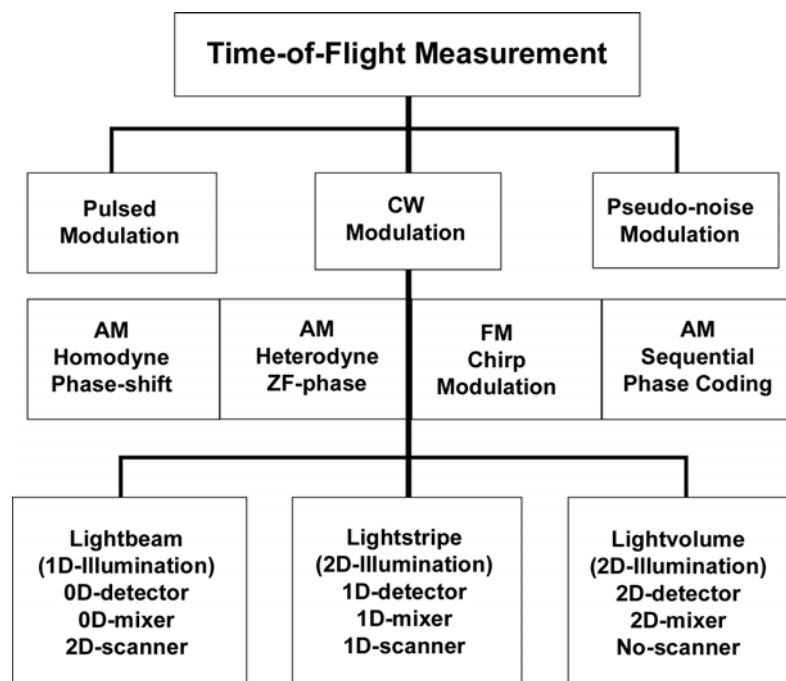 Time-of-Flight Measurement
Pulsed
Modulation
CW
Modulation
Pseudo-noise
Modulation
AM
Homodyne
Phase-shift
AM
Heterodyne
ZF-phase
FM
Chirp
Modulation
AM
Sequential
Phase Coding
Lightbeam
(1D-Illumination)
0D-detector
0D-mixer
2D-scanner
Lightstripe
(2D-Illumination)
1D-detector
1D-mixer
1D-scanner
Lightvolume
(2D-Illumination)
2D-detector
2D-mixer
No-scanner